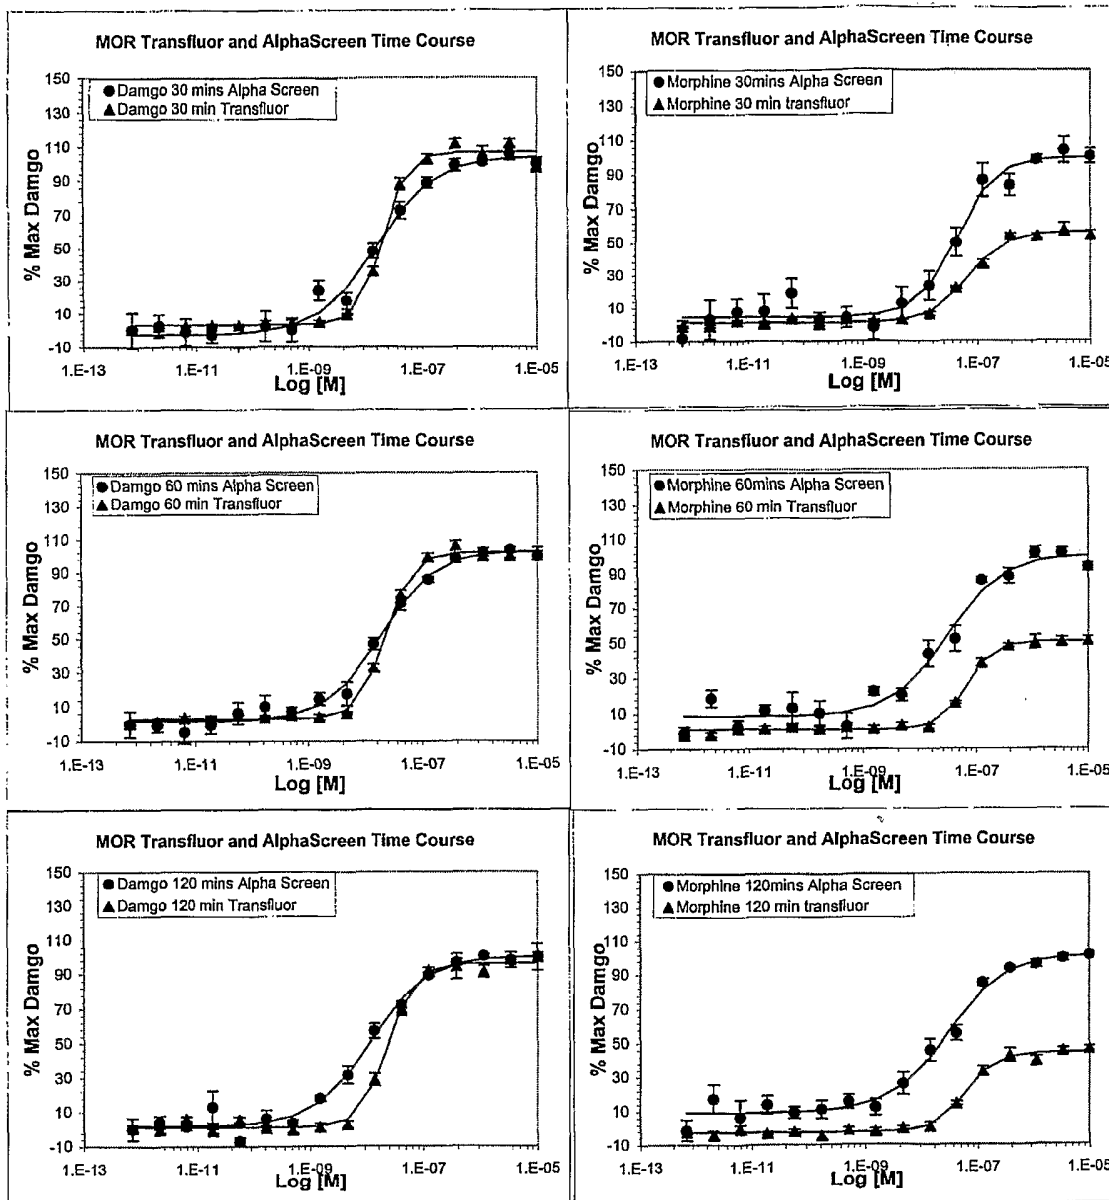 MOR Transfluor and AlphaScreen Time Course
150
130
110
90
70
50
30
10
-10
% Max Damgo
Damgo 30 mins Alpha Screen
Damgo 30 min Transfluor
1.E-13
1.E-11
1.E-09
1.E-07
1.E-05
Log [M]
MOR Transfluor and AlphaScreen Time Course
150
130
110
90
70
50
30
10
-10
% Max Damgo
Morphine 30mins Alpha Screen
Morphine 30 min transfluor
1.E-13
1.E-11
1.E-09
1.E-07
1.E-05
Log [M]
MOR Transfluor and AlphaScreen Time Course
150
130
110
90
70
50
30
10
-10
% Max Damgo
Damgo 60 mins Alpha Screen
Damgo 60 min Transfluor
1.E-13
1.E-11
1.E-09
1.E-07
1.E-05
Log [M]
MOR Transfluor and AlphaScreen Time Course
150
130
110
90
70
50
30
10
-10
% Max Damgo
Morphine 60mins Alpha Screen
Morphine 60 min Transfluor
1.E-13
1.E-11
1.E-09
1.E-07
1.E-05
Log [M]
MOR Transfluor and AlphaScreen Time Course
150
130
110
90
70
50
30
10
-10
% Max Damgo
Damgo 120 mins Alpha Screen
Damgo 120 min Transfluor
1.E-13
1.E-11
1.E-09
1.E-07
1.E-05
Log [M]
MOR Transfluor and AlphaScreen Time Course
150
130
110
90
70
50
30
10
-10
% Max Damgo
Morphine 120mins Alpha Screen
Morphine 120 min transfluor
1.E-13
1.E-11
1.E-09
1.E-07
1.E-05
Log [M]